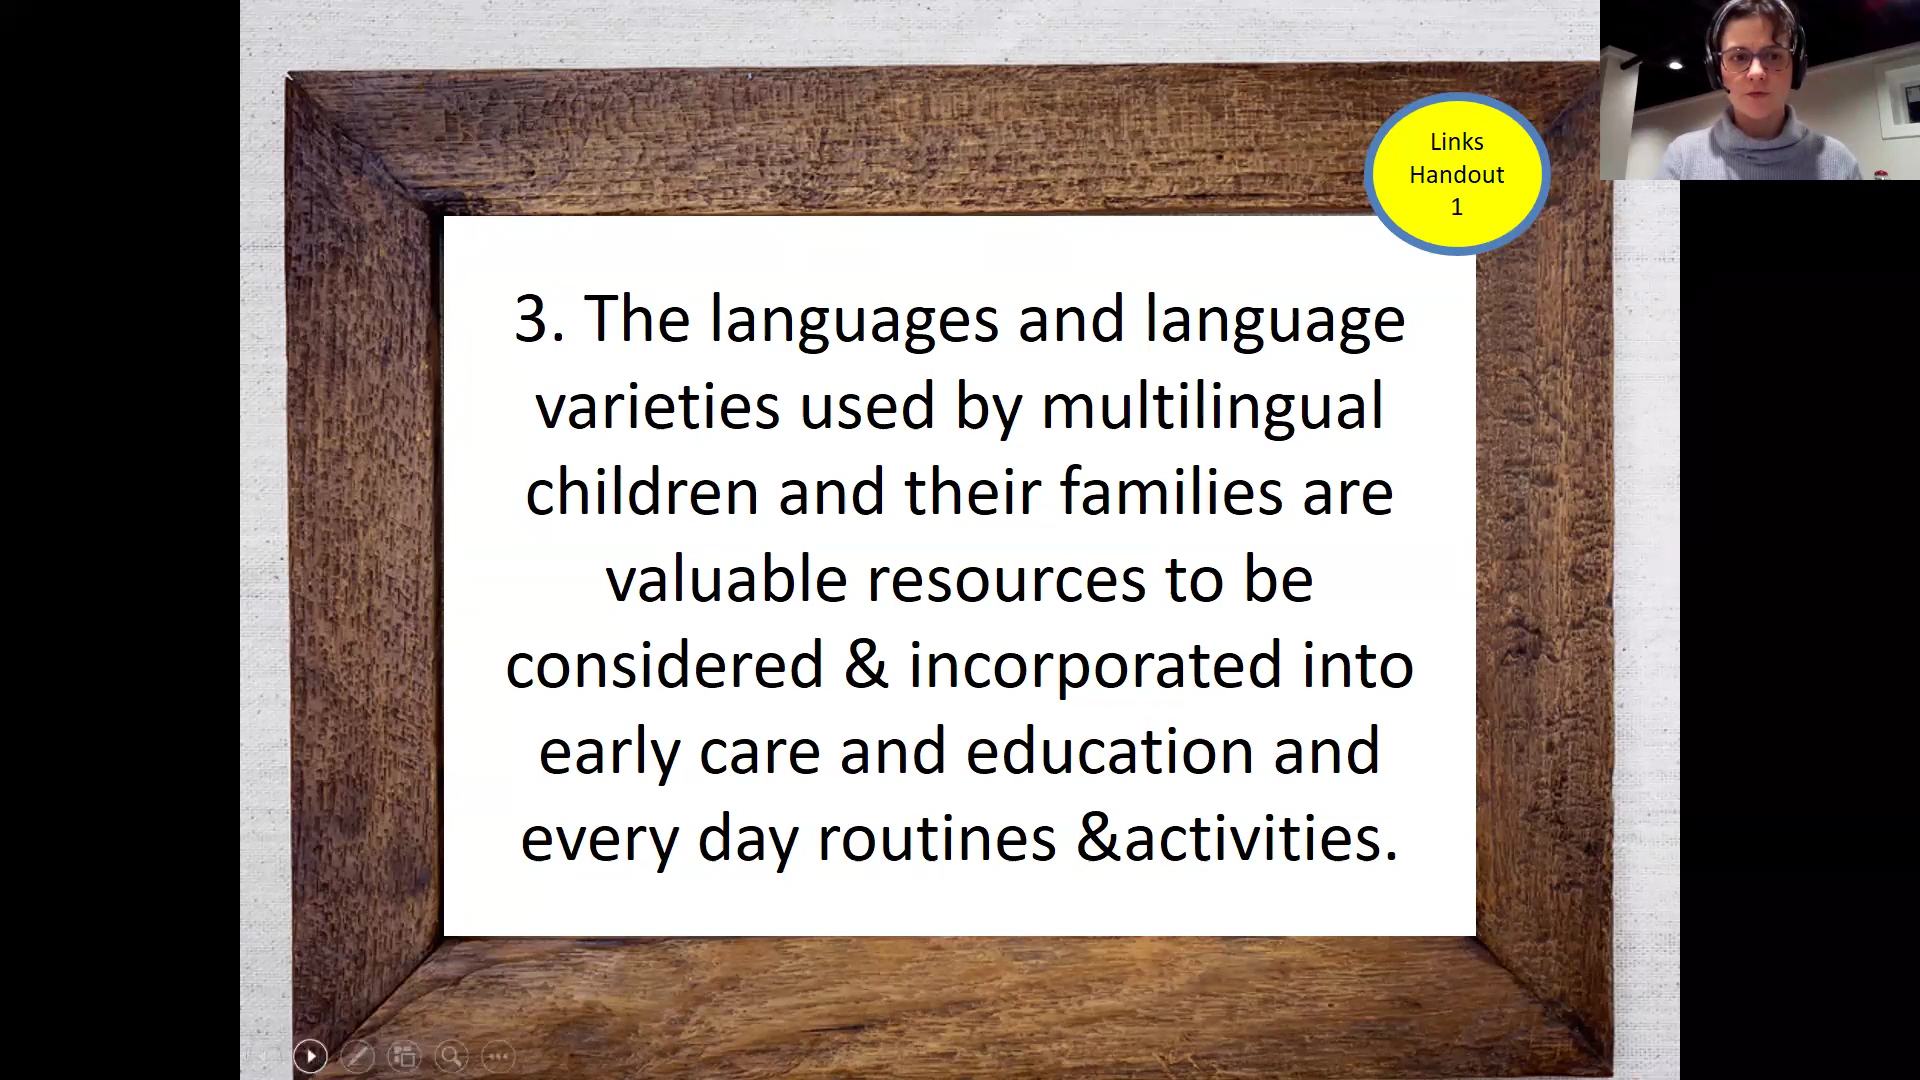 Links
Handout
1
3. The languages and language
varieties used by multilingual
children and their families are
valuable resources to be
considered & incorporated into
early care and education and
every day routines &activities.